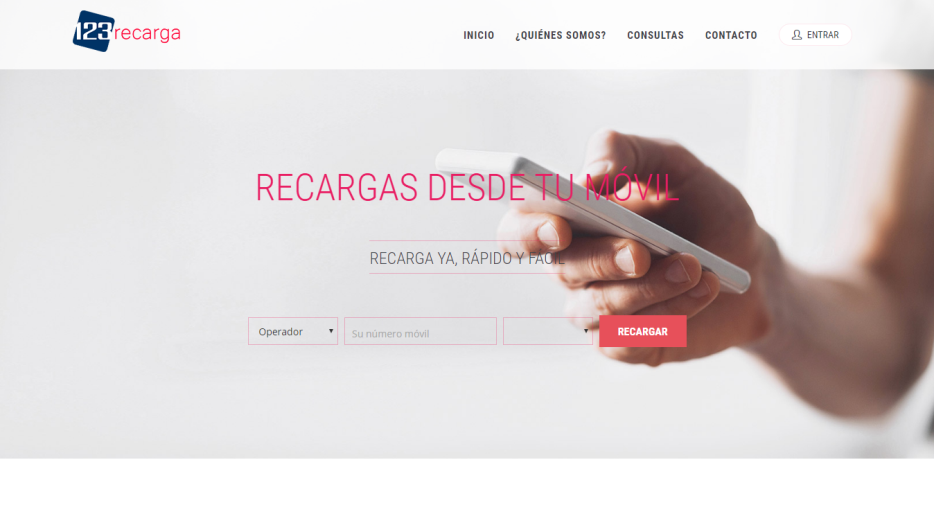 123recarga
INICIO
¿QUIÉNES SOMOS?
CONSULTAS
CONTACTO
ENTRAR
RECARGAS DESDE TU MÓVIL
RECARGA YA, RÁPIDO Y FÁCIL
Operador
Su número móvil
RECARGAR